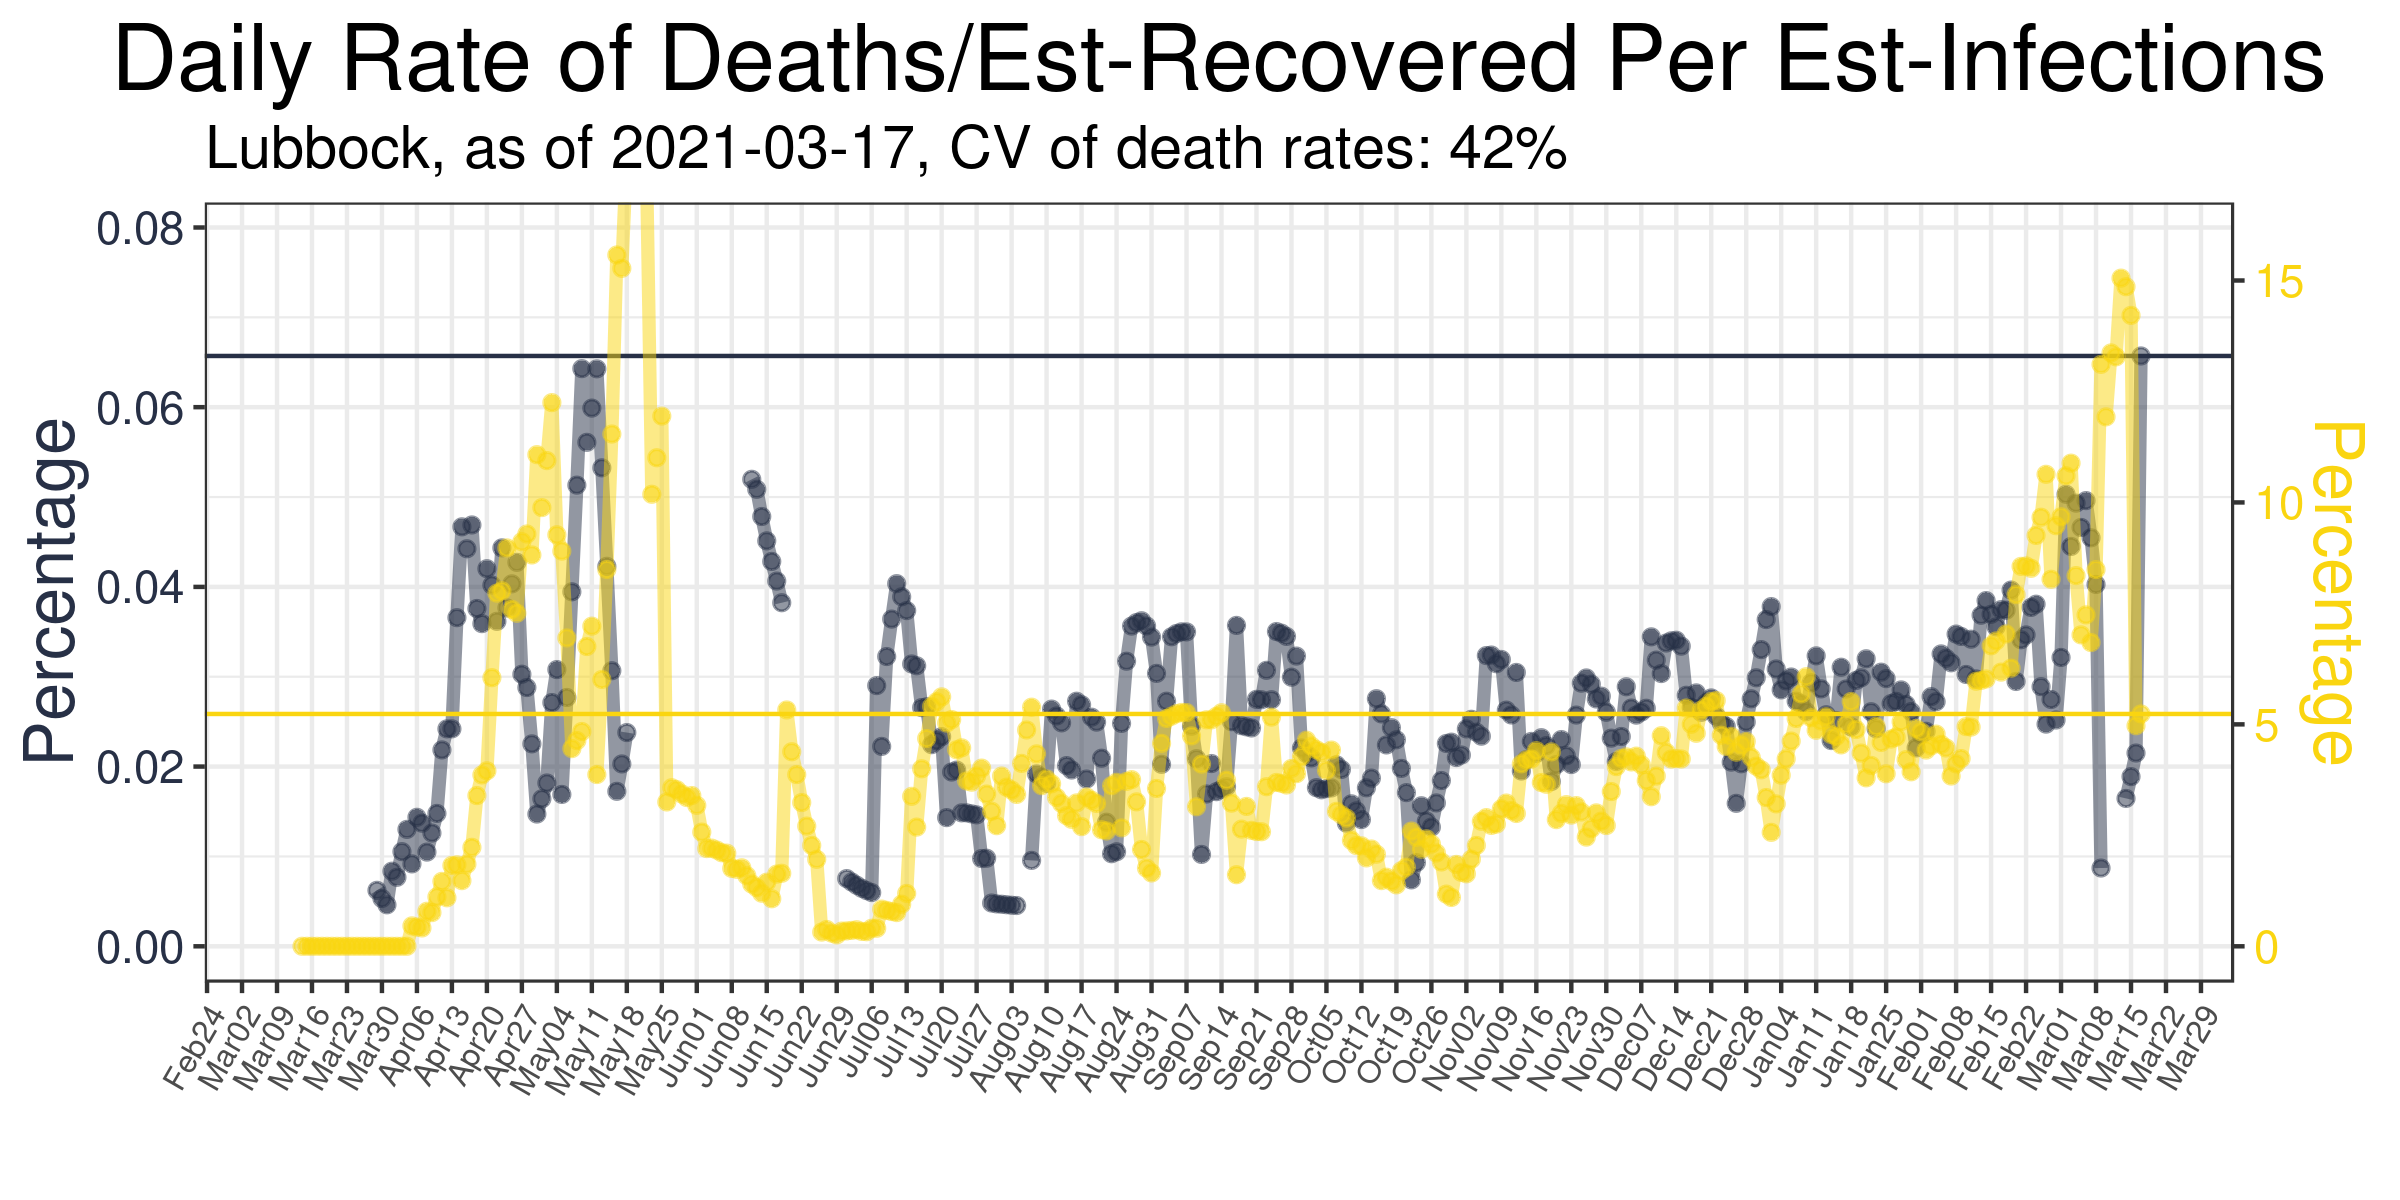 Daily Rate of Deaths/Est-Recovered Per Est-Infections
Lubbock, as of 2021-03-17, CV of death rates: 42%
Percentage
0.08
0.06
0.04
0.02
0.00
15
10
5
0
Percentage
Feb24
Mar02
Mar09
Mar16
Mar23
Mar30
Apr06
Apr13
Apr20
Apr27
May04
May11
May18
May25
Jun01
Jun08
Jun15
Jun22
Jun29
Jul06
Jul13
Jul20
Jul27
Aug03
Aug10
Aug17
Aug24
Aug31
Sep07
Sep14
Sep21
Sep28
Oct05
Oct12
Oct19
Oct26
Nov02
Nov09
Nov16
Nov23
Nov30
Dec07
Dec14
Dec21
Dec28
Jan04
Jan11
Jan18
Jan25
Feb01
Feb08
Feb15
Feb22
Mar01
Mar08
Mar15
Mar22
Mar29